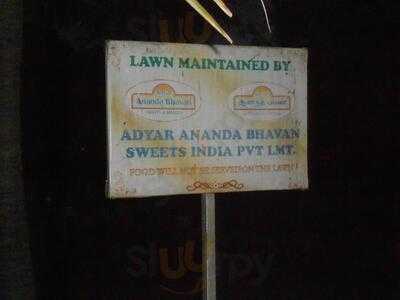 LAWN MAINTAINED BY
Ananda Bhavan
ADYAR ANANDA BHAVAN
SWEETS INDIA PVT LMT.
FOOD WILL NOT BE SERVED ON THE LAWN
slurrpy